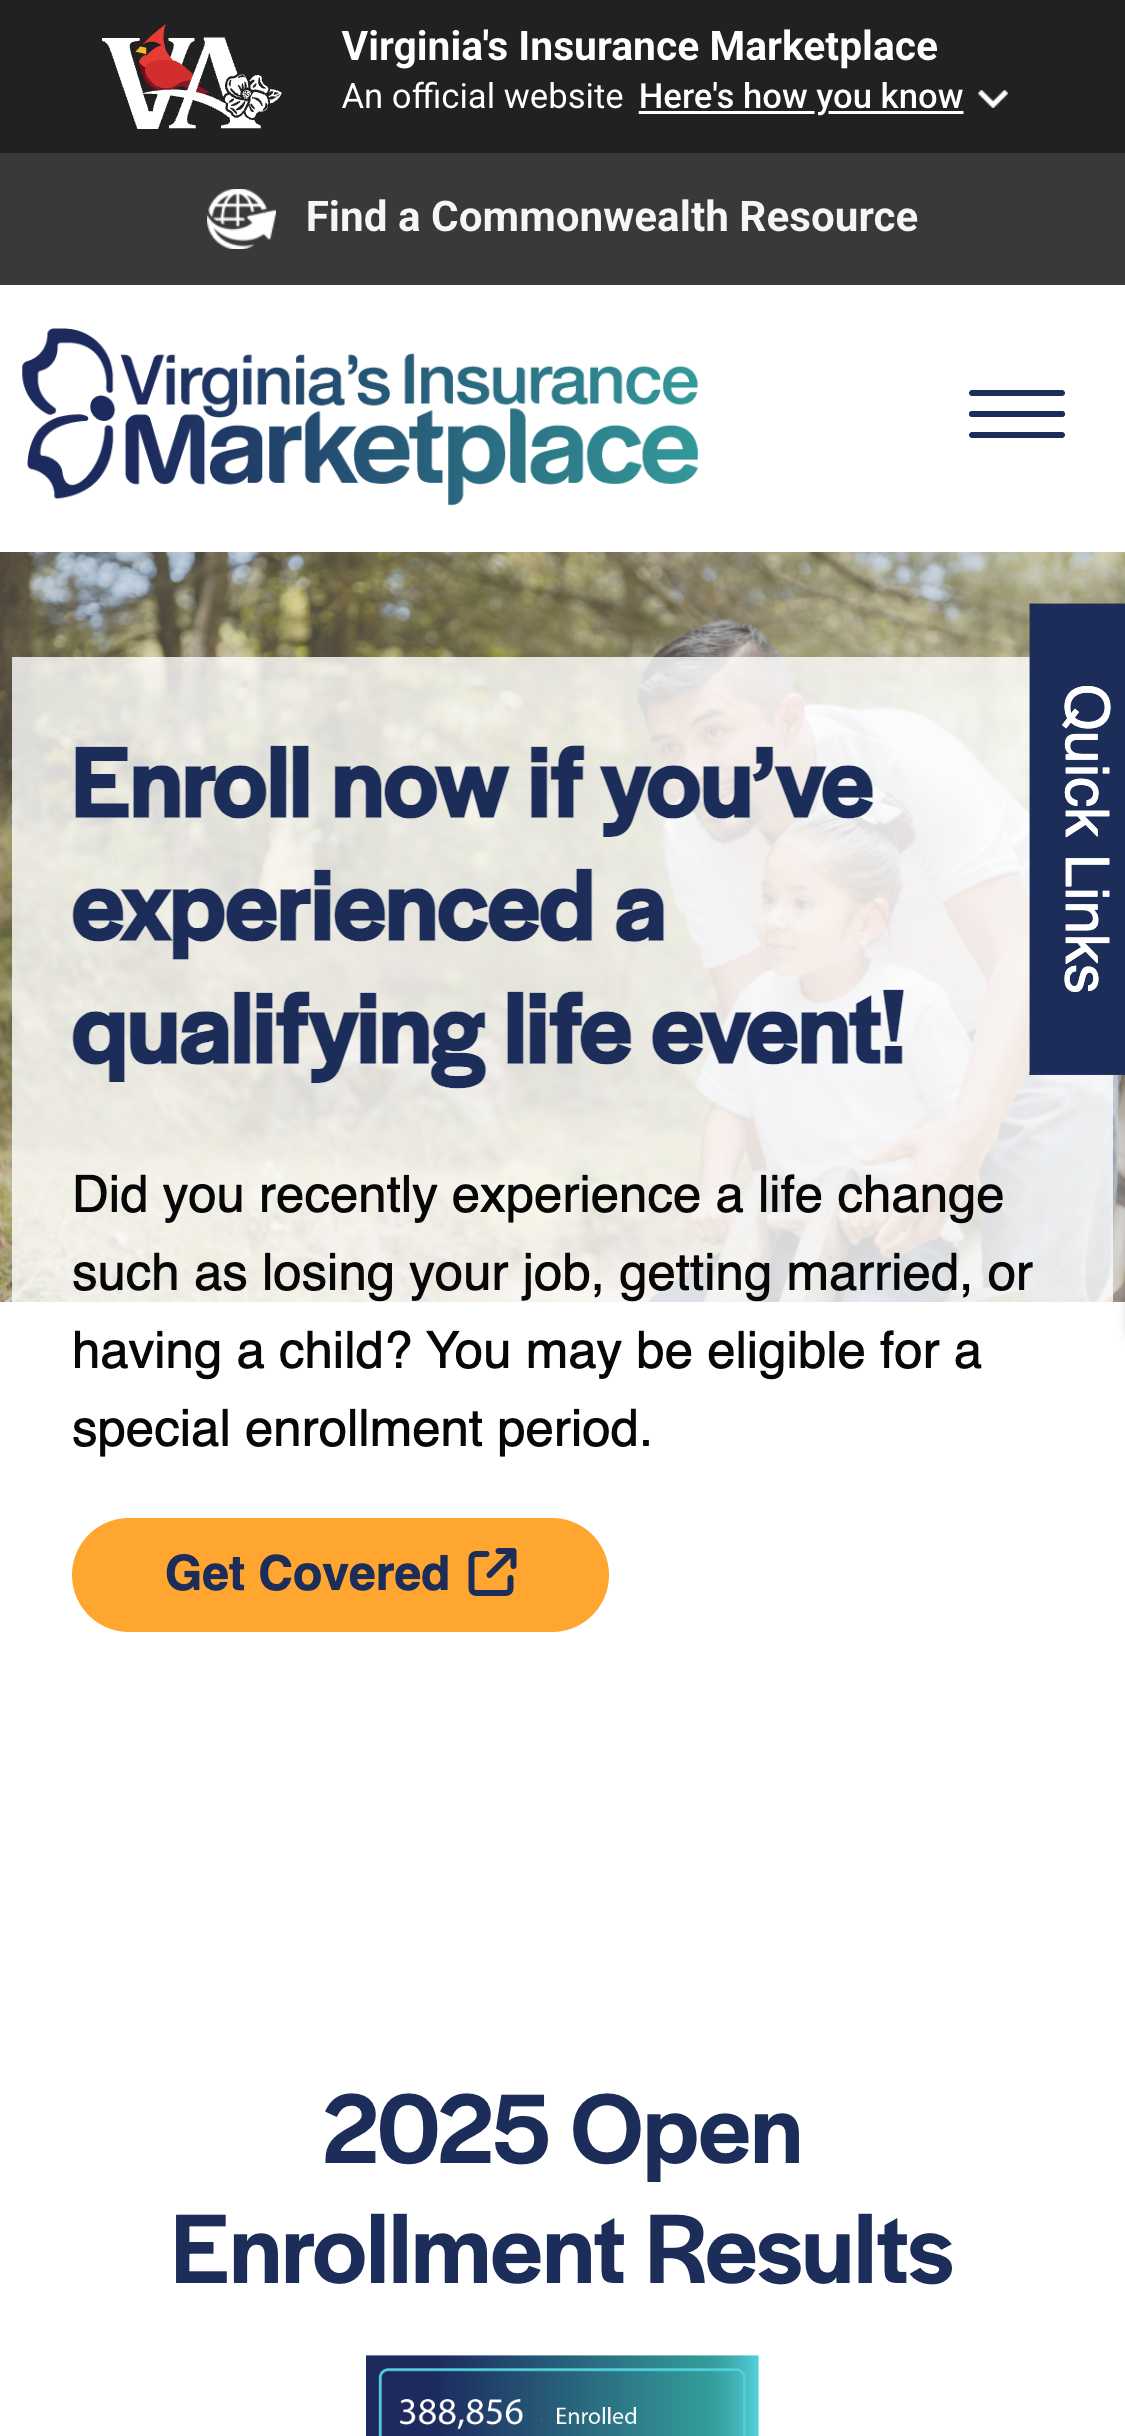 VA
Virginia's Insurance Marketplace
An official website Here's how you know
Find a Commonwealth Resource
Virginia's Insurance
Marketplace
Quick Links
Enroll now if you've
experienced a
qualifying life event!
Did you recently experience a life change
such as losing your job, getting married, or
having a child? You may be eligible for a
special enrollment period.
Get Covered
2025 Open
Enrollment Results
388,856 Enrolled